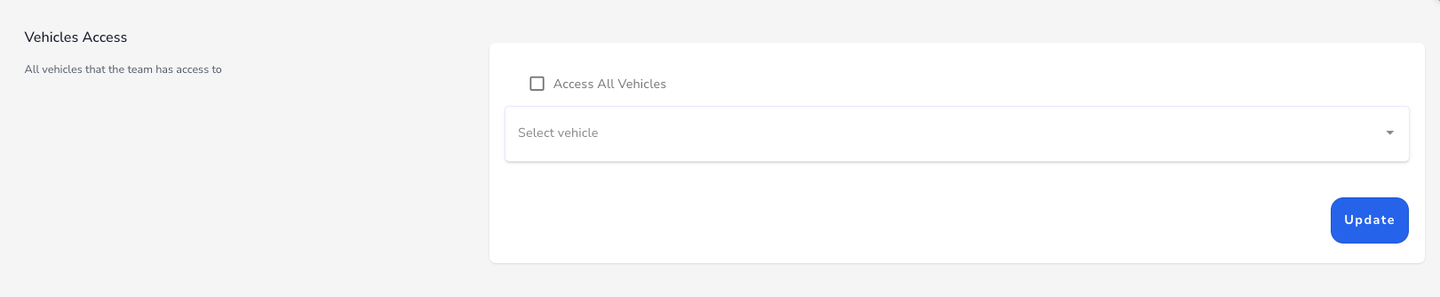 Vehicles Access
All vehicles that the team has access to
Access All Vehicles
Select vehicle
Update